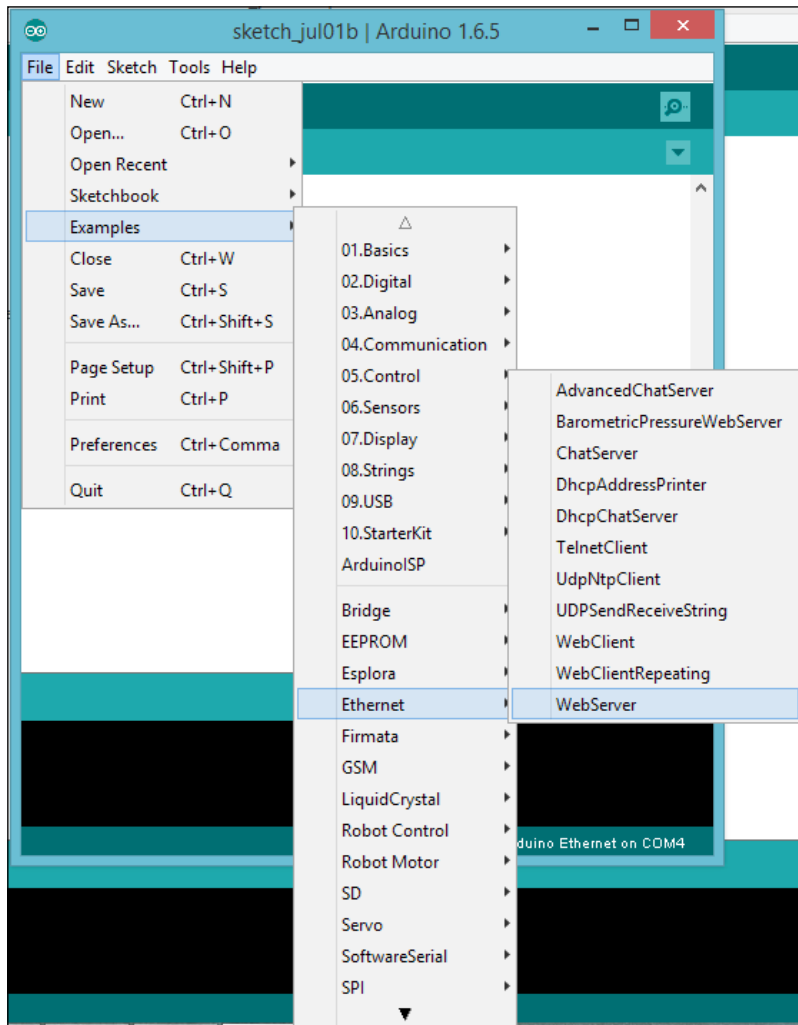 sketch_jul01b | Arduino 1.6.5
File Edit Sketch Tools Help
New Ctrl+N
Open... Ctrl+O
Open Recent
Sketchbook
Examples
Close Ctrl+W
Save Ctrl+S
Save As... Ctrl+Shift+S
Page Setup Ctrl+Shift+P
Print Ctrl+P
Preferences Ctrl+Comma
Quit Ctrl+Q
01.Basics
02.Digital
03.Analog
04.Communication
05.Control
06.Sensors
07.Display
08.Strings
09.USB
10.StarterKit
ArduinoISP
Bridge
EEPROM
Esplora
Ethernet
Firmata
GSM
LiquidCrystal
Robot Control
Robot Motor
SD
Servo
SoftwareSerial
SPI
AdvancedChatServer
BarometricPressureWebServer
ChatServer
DhcpAddressPrinter
DhcpChatServer
TelnetClient
UdpNtpClient
UDPSendReceiveString
WebClient
WebClientRepeating
WebServer
duino Ethernet on COM4